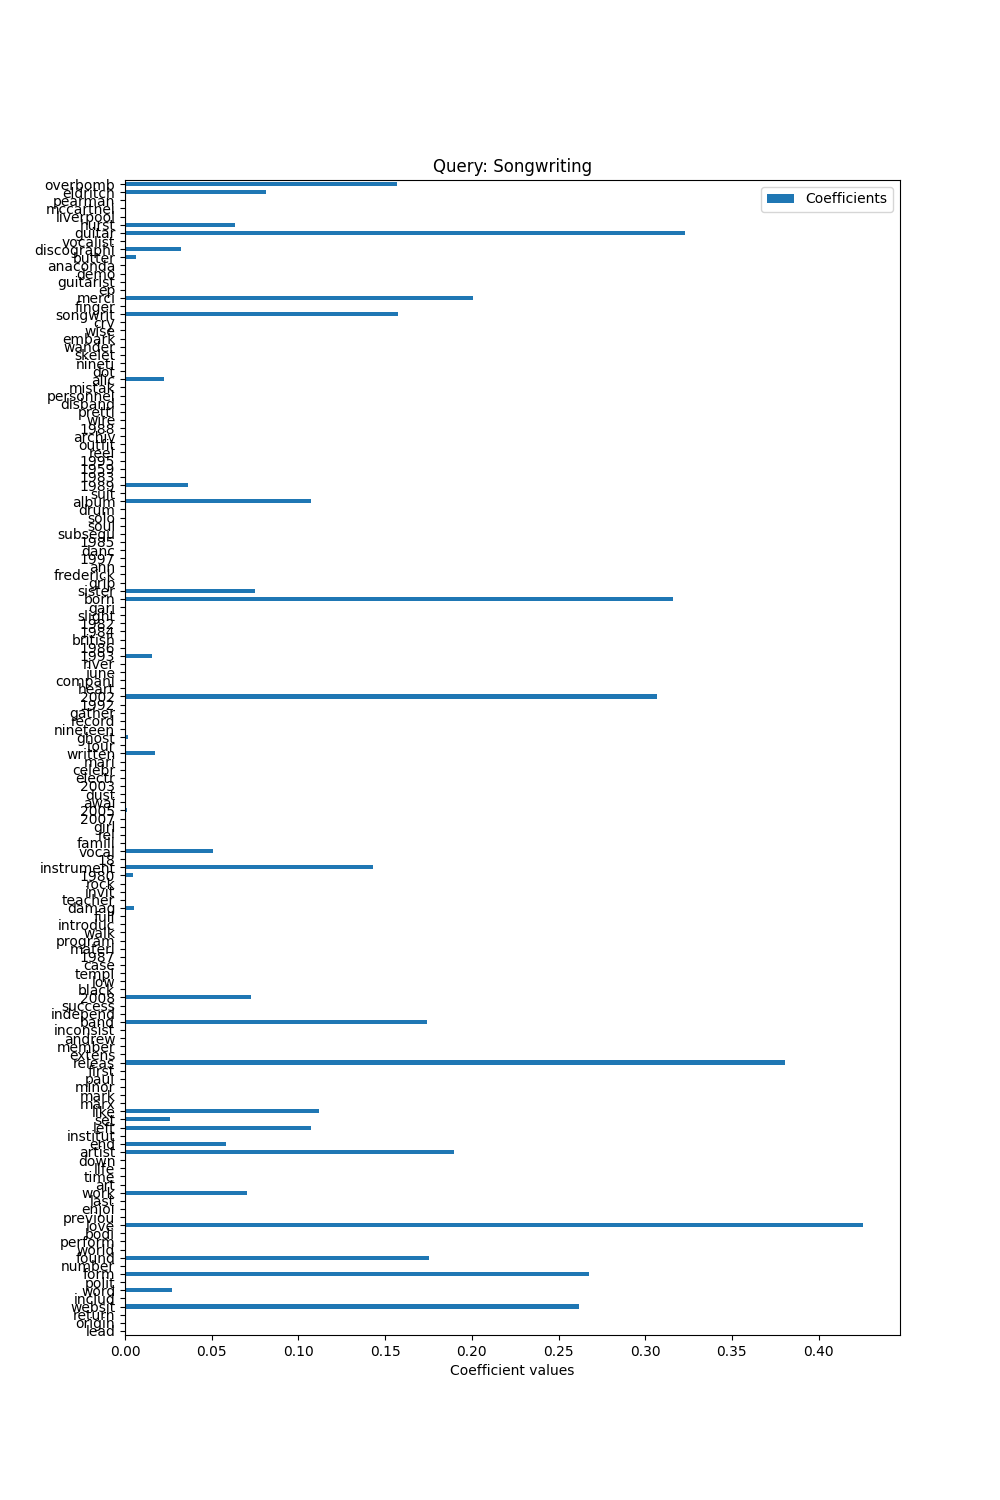 Query: Songwriting
Coefficients
overbomb
eldritch
pearman
mccartnei
liverpool
hurst
guitar
vocalist
discographi
butter
anaconda
demo
guitarist
ep
merci
finger
songwrit
cry
wise
embark
wander
skelet
nineti
dot
alic
mistak
personnel
disband
pretti
wire
1988
archiv
outfit
reel
1995
1959
1983
1989
suit
album
drum
solo
soul
subsequ
1985
danc
1997
ann
frederick
grip
sister
born
gari
slight
1982
1984
british
1986
1993
river
june
compani
heart
2002
1992
gather
record
nineteen
ghost
tour
written
mari
celebr
electr
2003
dust
awai
2005
2007
girl
rel
famili
vocal
18
instrument
1980
rock
invit
teacher
damag
full
introduc
walk
program
materi
1987
case
templ
low
black
2008
success
independ
band
inconsist
andrew
member
extens
releas
first
paul
minor
mark
marx
like
set
left
institut
end
artist
down
life
time
art
work
last
enjoi
previou
love
bodi
perform
world
found
number
form
polit
word
includ
websit
return
origin
lead
0.00 0.05 0.10 0.15 0.20 0.25 0.30 0.35 0.40
Coefficient values